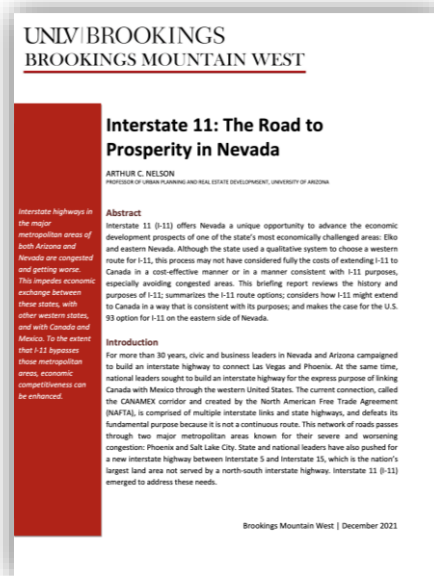 UNLV|BROOKINGS
BROOKINGS MOUNTAIN WEST
Interstate 11: The Road to
Prosperity in Nevada
ARTHUR C. NELSON
PROFESSOR OF URBAN PLANNING AND REAL ESTATE DEVELOPMENT, UNIVERSITY OF ARIZONA
Interstate highways in
the major
metropolitan areas of
both Arizona and
Nevada are congested
and getting worse.
This impedes economic
exchange between
these states, with
other western states,
and with Canada and
Mexico. To the extent
that I-11 bypasses
those metropolitan
areas, economic
competitiveness can
be enhanced.
Abstract
Interstate 11 (I-11) offers Nevada a unique opportunity to advance the economic
development prospects of one of the state's most economically challenged areas: Elko
and eastern Nevada. Although the state used a qualitative system to choose a western
route for I-11, this process may not have considered fully the costs of extending I-11 to
Canada in a cost-effective manner or in a manner consistent with I-11 purposes,
especially avoiding congested areas. This briefing report reviews the history and
purposes of I-11; summarizes the I-11 route options; considers how I-11 might extend
to Canada in a way that is consistent with its purposes; and makes the case for the U.S.
93 option for I-11 on the eastern side of Nevada.
Introduction
For more than 30 years, civic and business leaders in Nevada and Arizona campaigned
to build an interstate highway to connect Las Vegas and Phoenix. At the same time,
national leaders sought to build an interstate highway for the express purpose of linking
Canada with Mexico through the western United States. The current connection, called
the CANAMEX corridor and created by the North American Free Trade Agreement
(NAFTA), is comprised of multiple interstate links and state highways, and defeats its
fundamental purpose because it is not a continuous route. This network of roads passes
through two major metropolitan areas known for their severe and worsening
congestion: Phoenix and Salt Lake City. State and national leaders have also pushed for
a new interstate highway between Interstate 5 and Interstate 15, which is the nation's
largest land area not served by a north-south interstate highway. Interstate 11 (I-11)
emerged to address these needs.
Brookings Mountain West | December 2021